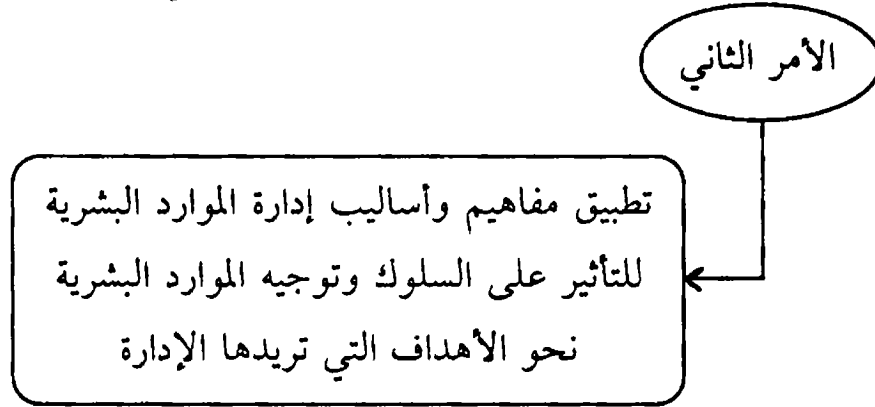 الأمر الثاني
تطبيق مفاهيم وأساليب إدارة الموارد البشرية
للتأثير على السلوك وتوجيه الموارد البشرية
نحو الأهداف التي تريدها الإدارة